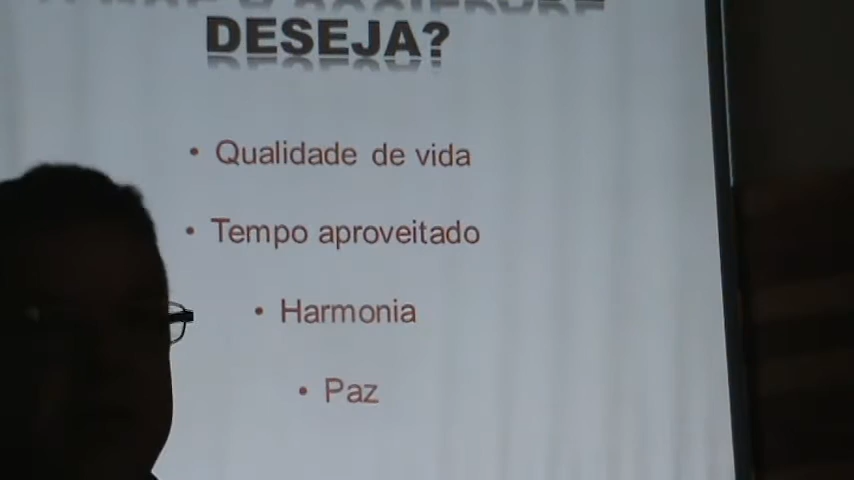 DESEJA?
• Qualidade de vida
• Tempo aproveitado
• Harmonia
• Paz